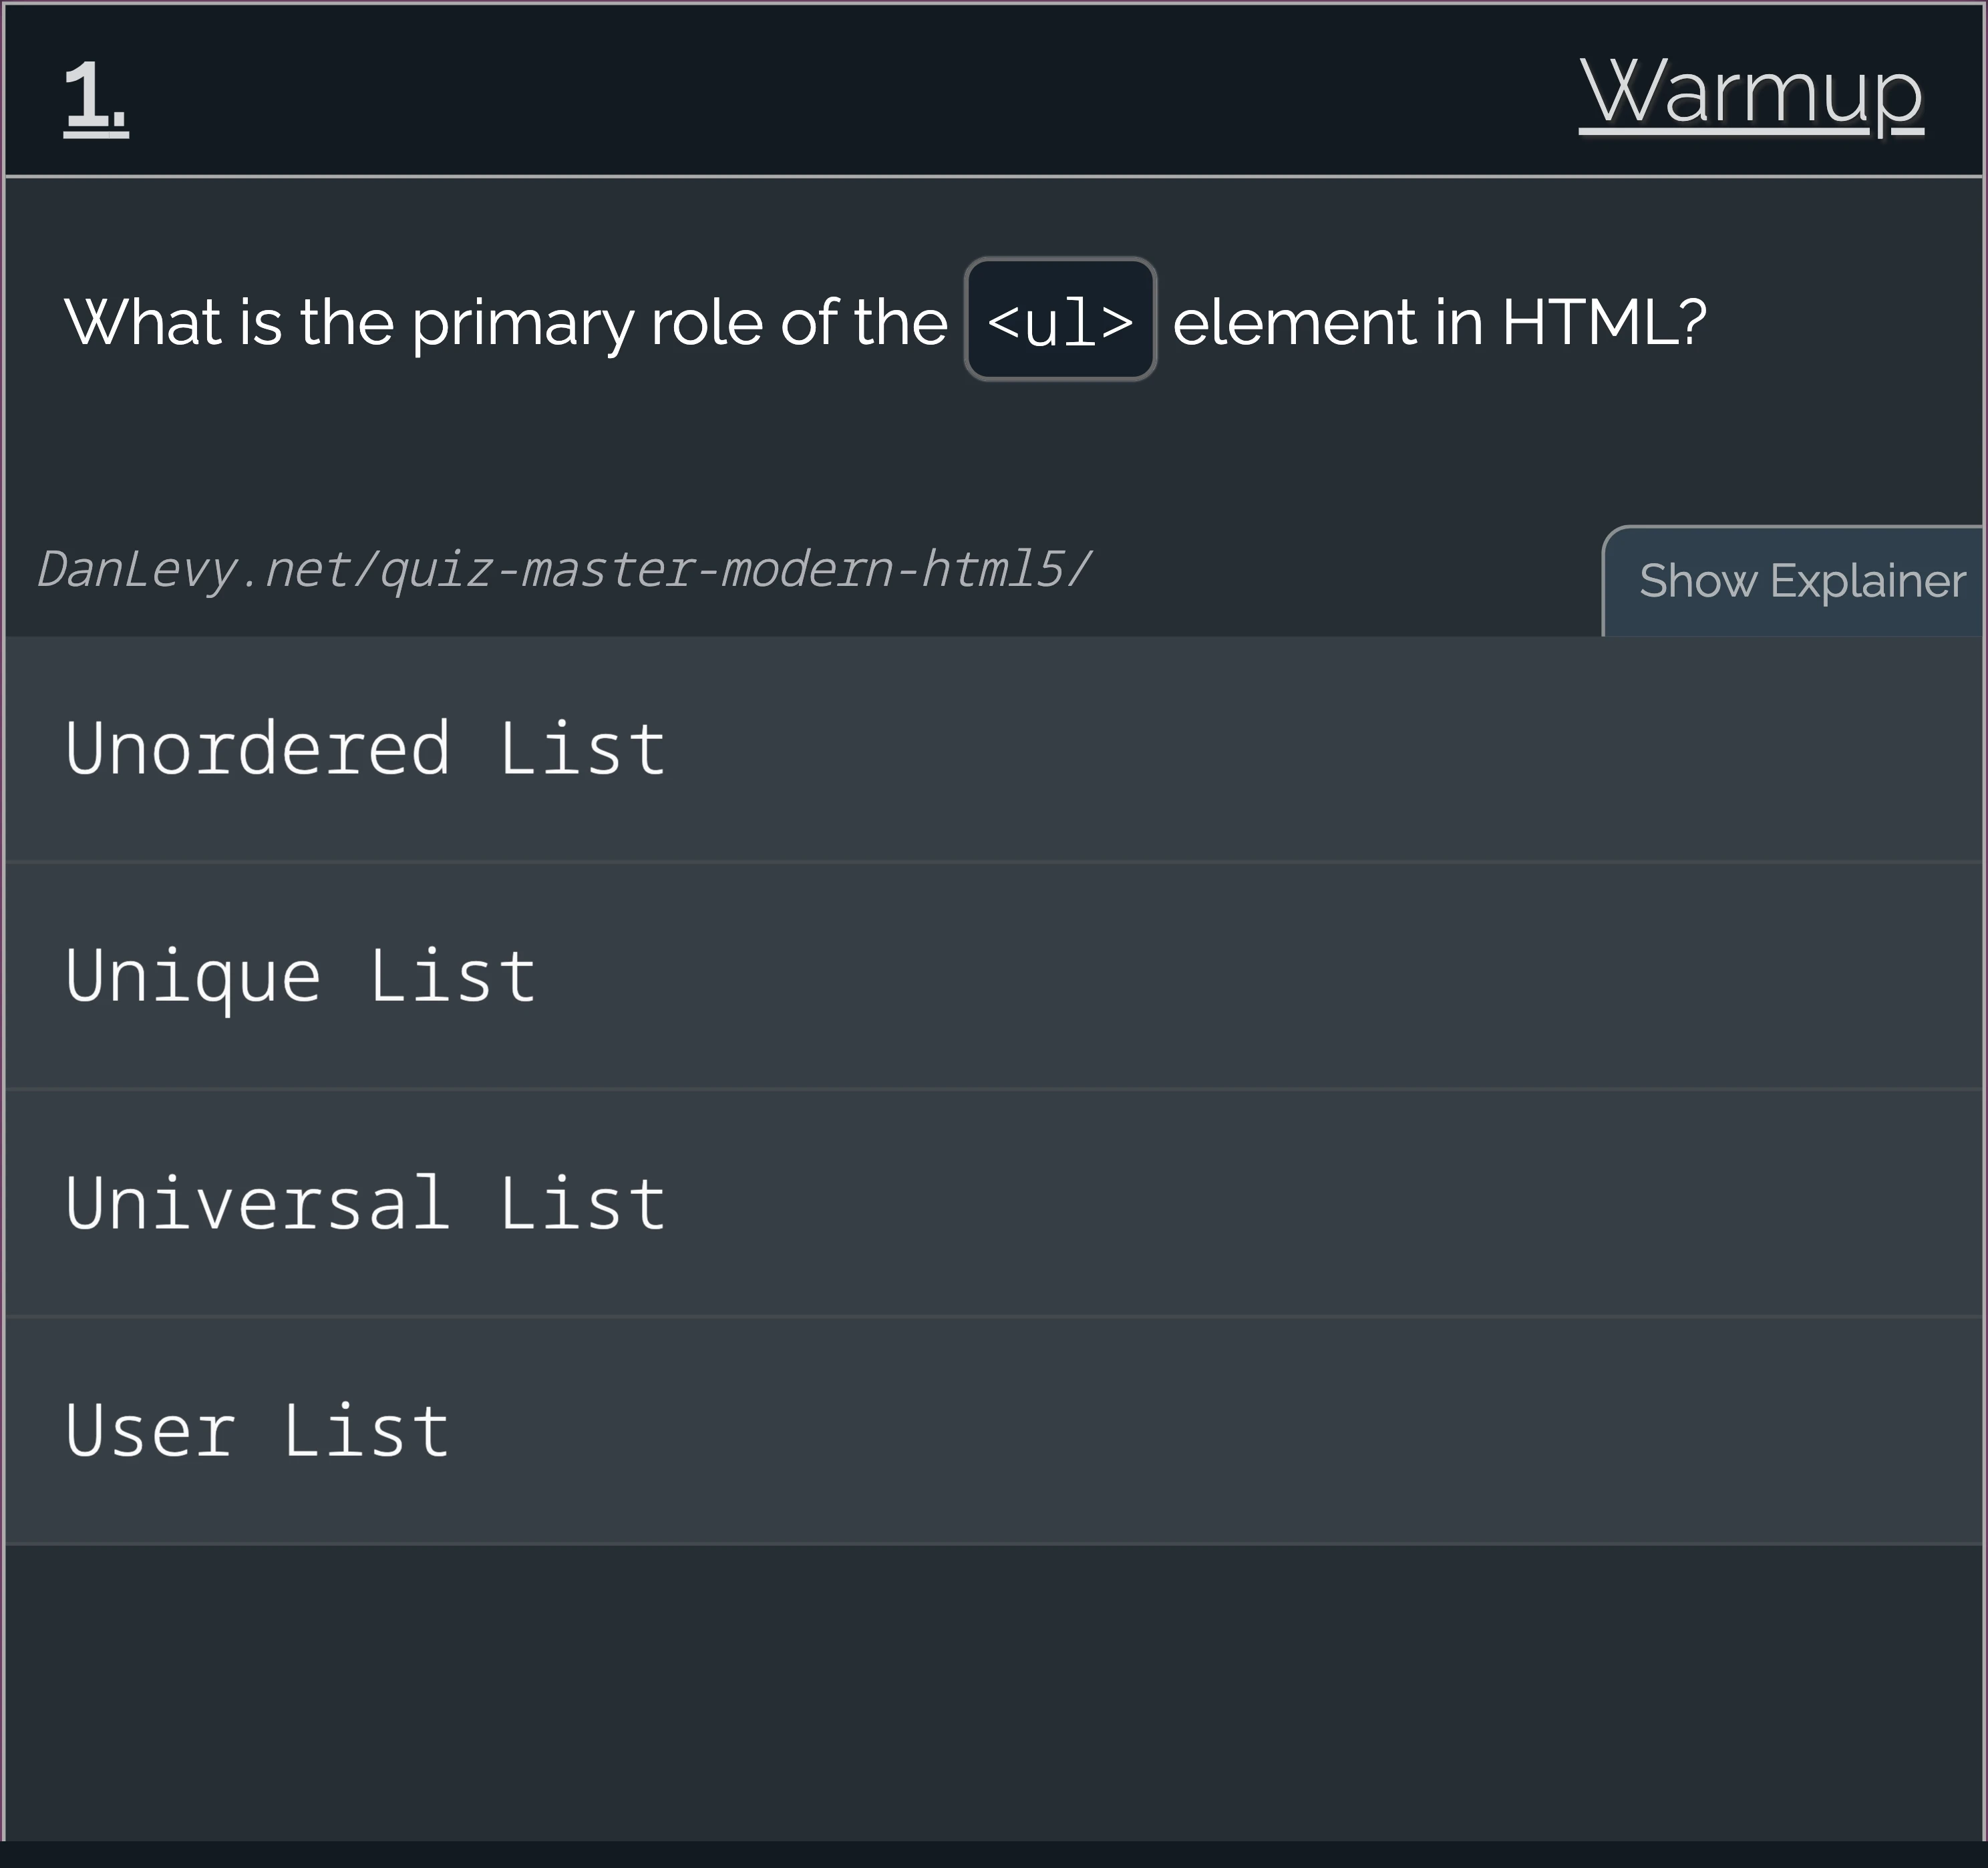 1.
Warmup
What is the primary role of the <ul> element in HTML?
DanLevy.net/quiz-master-modern-html5/
Show Explainer
Unordered List
Unique List
Universal List
User List